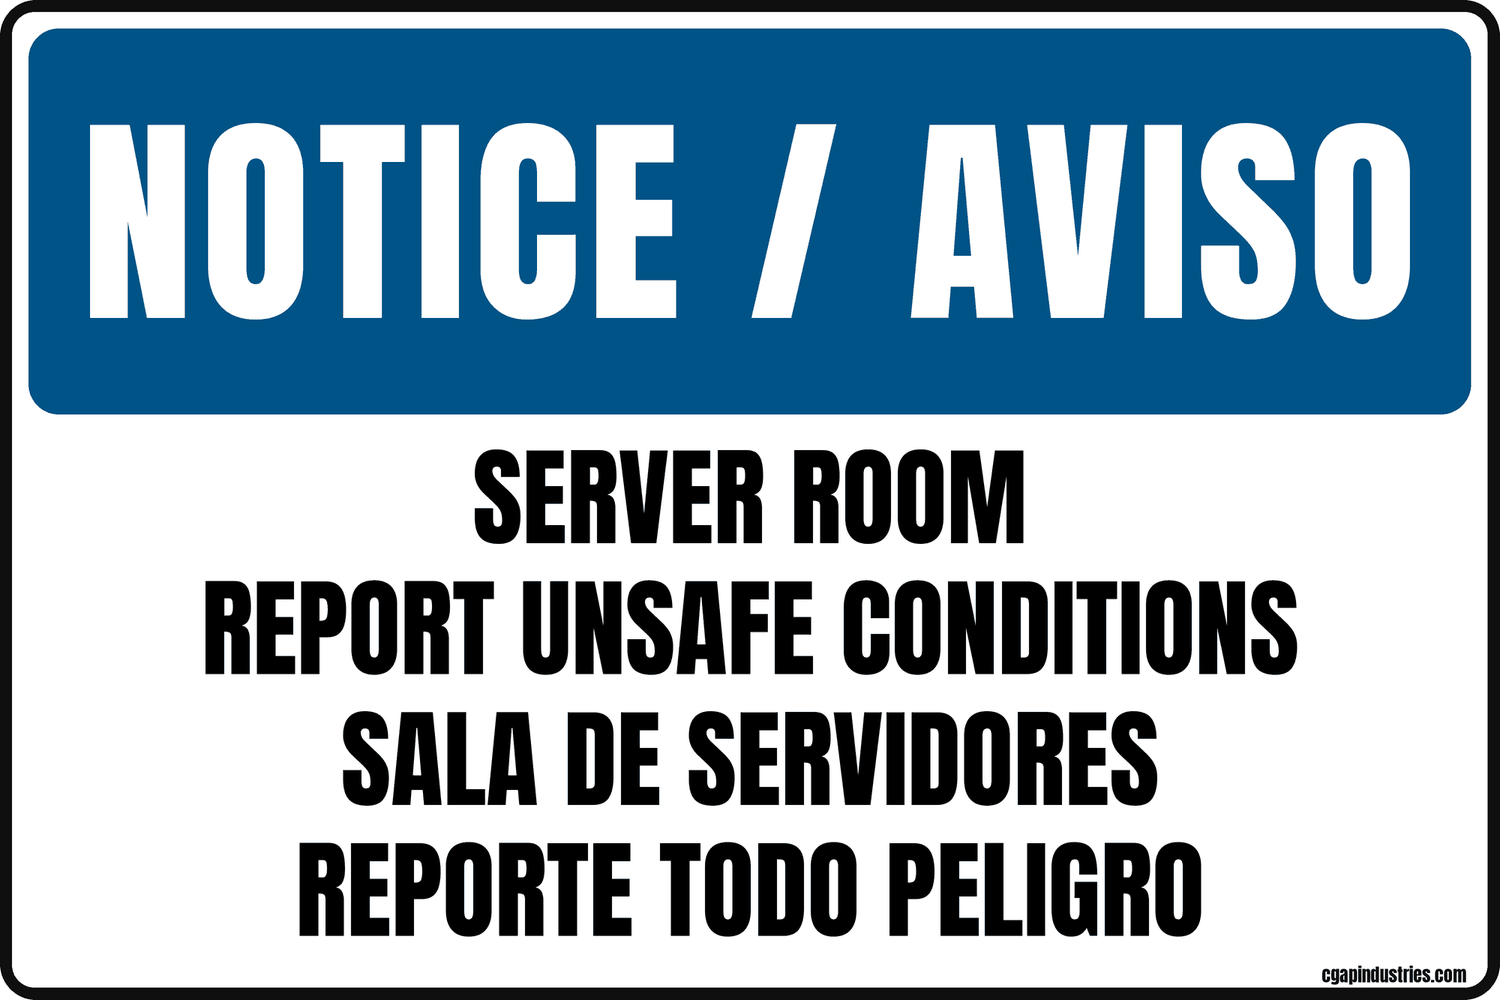 NOTICE / AVISO
SERVER ROOM
REPORT UNSAFE CONDITIONS
SALA DE SERVIDORES
REPORTE TODO PELIGRO
cgapindustries.com